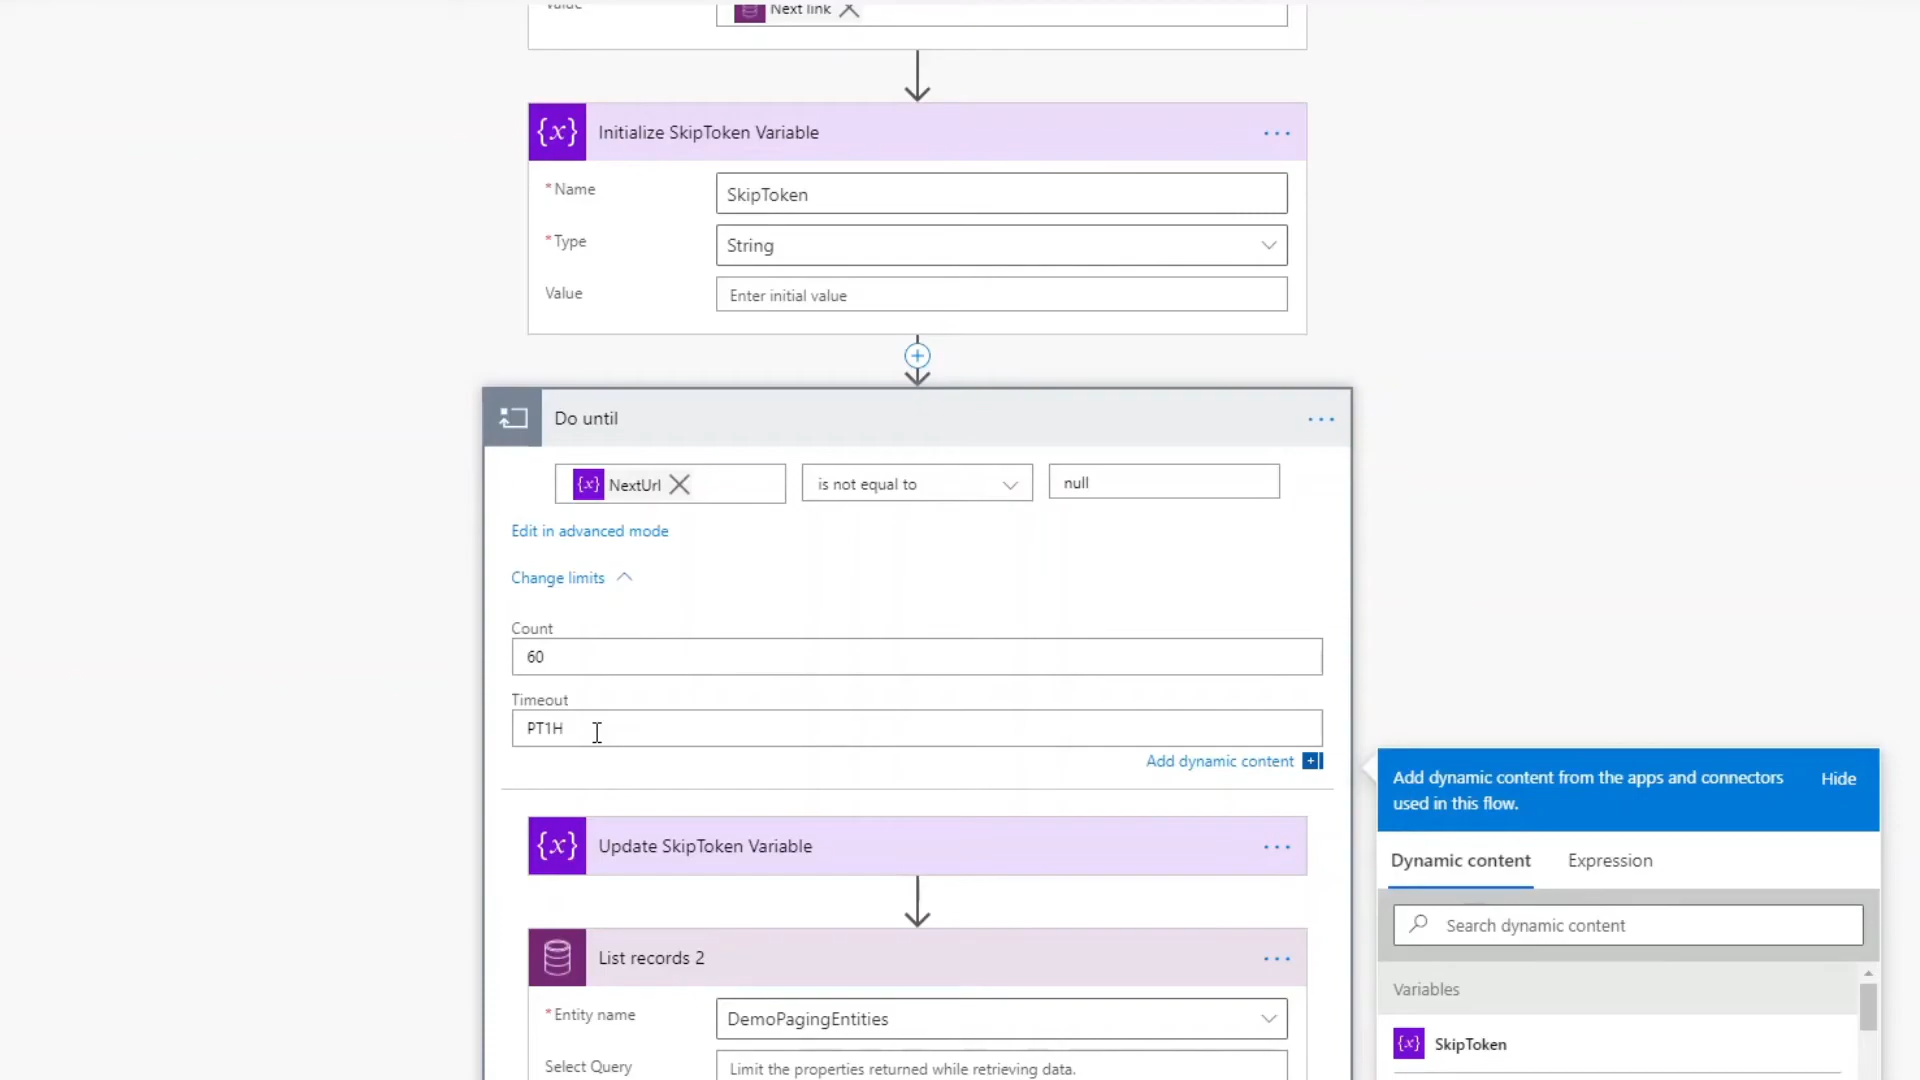 Value
Next link
{x} Initialize SkipToken Variable ...
* Name
SkipToken
* Type
String
Value
Enter initial value
Do until ...
{x} NextUrl
is not equal to
null
Edit in advanced mode
Change limits
Count
60
Timeout
PT1H
Add dynamic content +
{x} Update SkipToken Variable ...
List records 2 ...
* Entity name
DemoPagingEntities
Select Query
Limit the properties returned while retrieving data.
Add dynamic content from the apps and connectors
used in this flow.
Hide
Dynamic content
Expression
Search dynamic content
Variables
{x} SkipToken